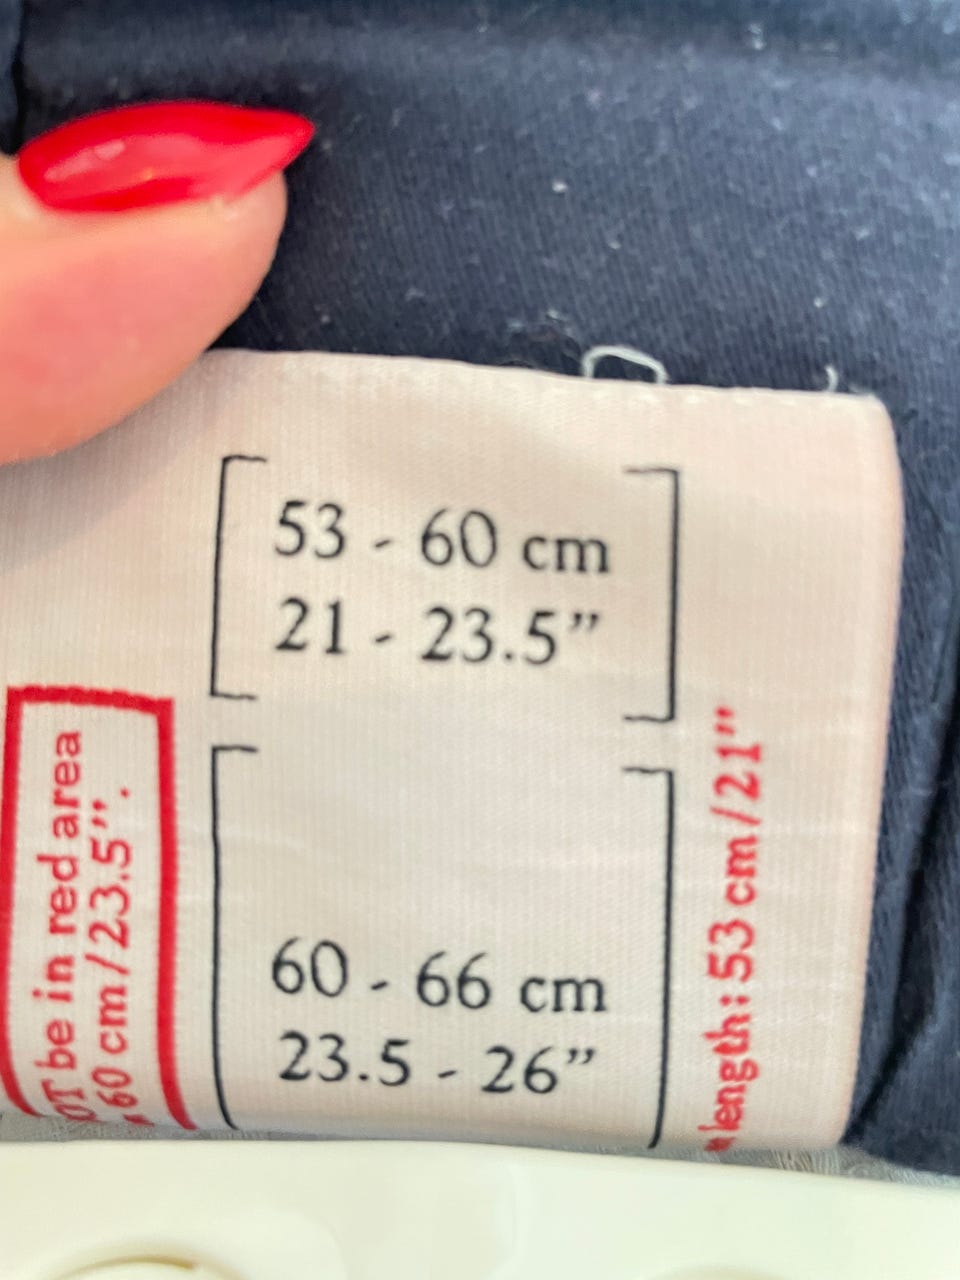 53 - 60 cm
21 - 23.5”
60 - 66 cm
23.5 - 26”
be in red area
60 cm/23.5”.
length: 53 cm/21”